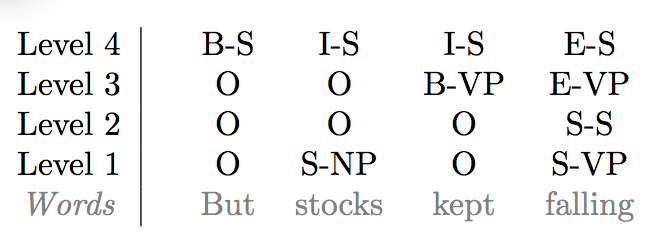 Level 4 B-S I-S I-S E-S
Level 3 O O B-VP E-VP
Level 2 O O O S-S
Level 1 O S-NP O S-VP
Words But stocks kept falling